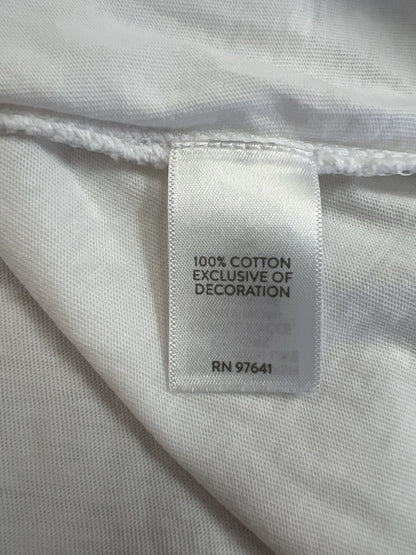 100% COTTON
EXCLUSIVE OF
DECORATION
RN 97641